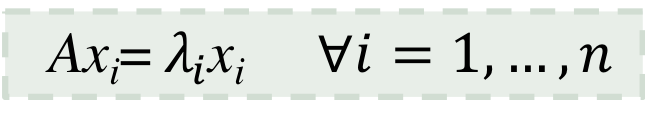 Axᵢ= λᵢxᵢ ∀i = 1, … , n